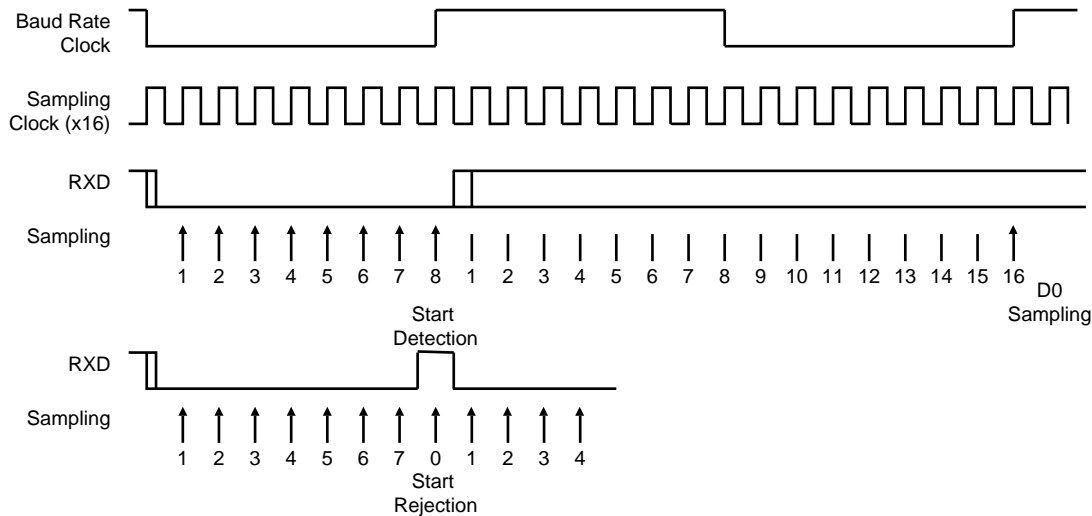 Baud Rate
Clock
Sampling
Clock (x16)
RXD
Sampling
1 2 3 4 5 6 7 8 1 2 3 4 5 6 7 8 9 10 11 12 13 14 15 16
D0
Sampling
Start
Detection
RXD
Sampling
1 2 3 4 5 6 7 0 1 2 3 4
Start
Rejection